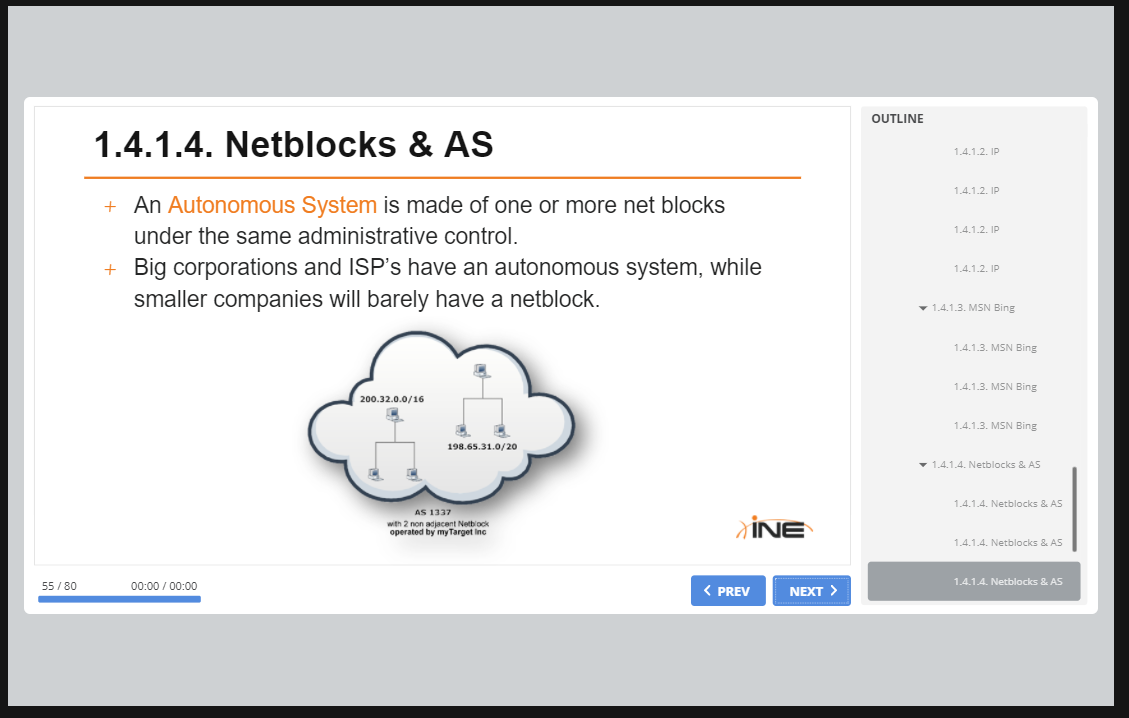 1.4.1.4. Netblocks & AS
+ An Autonomous System is made of one or more net blocks
under the same administrative control.
+ Big corporations and ISP’s have an autonomous system, while
smaller companies will barely have a netblock.
200.32.0.0/16
198.65.31.0/20
AS 1337
with 2 non adjacent Netblock
operated by myTarget Inc
iNE
55 / 80
00:00 / 00:00
PREV
NEXT
OUTLINE
1.4.1.2. IP
1.4.1.2. IP
1.4.1.2. IP
1.4.1.2. IP
1.4.1.3. MSN Bing
1.4.1.3. MSN Bing
1.4.1.3. MSN Bing
1.4.1.3. MSN Bing
1.4.1.4. Netblocks & AS
1.4.1.4. Netblocks & AS
1.4.1.4. Netblocks & AS
1.4.1.4. Netblocks & AS